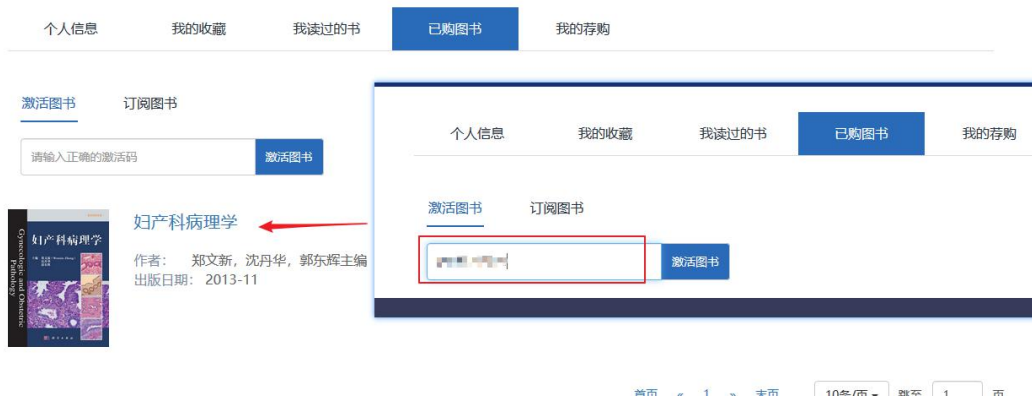 个人信息 我的收藏 我读过的书 已购图书 我的荐购
激活图书 订阅图书
请输入正确的激活码 激活图书
妇产科病理学
作者： 郑文新，沈丹华，郭东辉主编
出版日期： 2013-11
妇产科病理学
Gynecologic and Obstetric
Pathology
个人信息 我的收藏 我读过的书 已购图书 我的荐购
激活图书 订阅图书
激活图书
首页 « 1 » 末页 10条/页 跳至 1 页